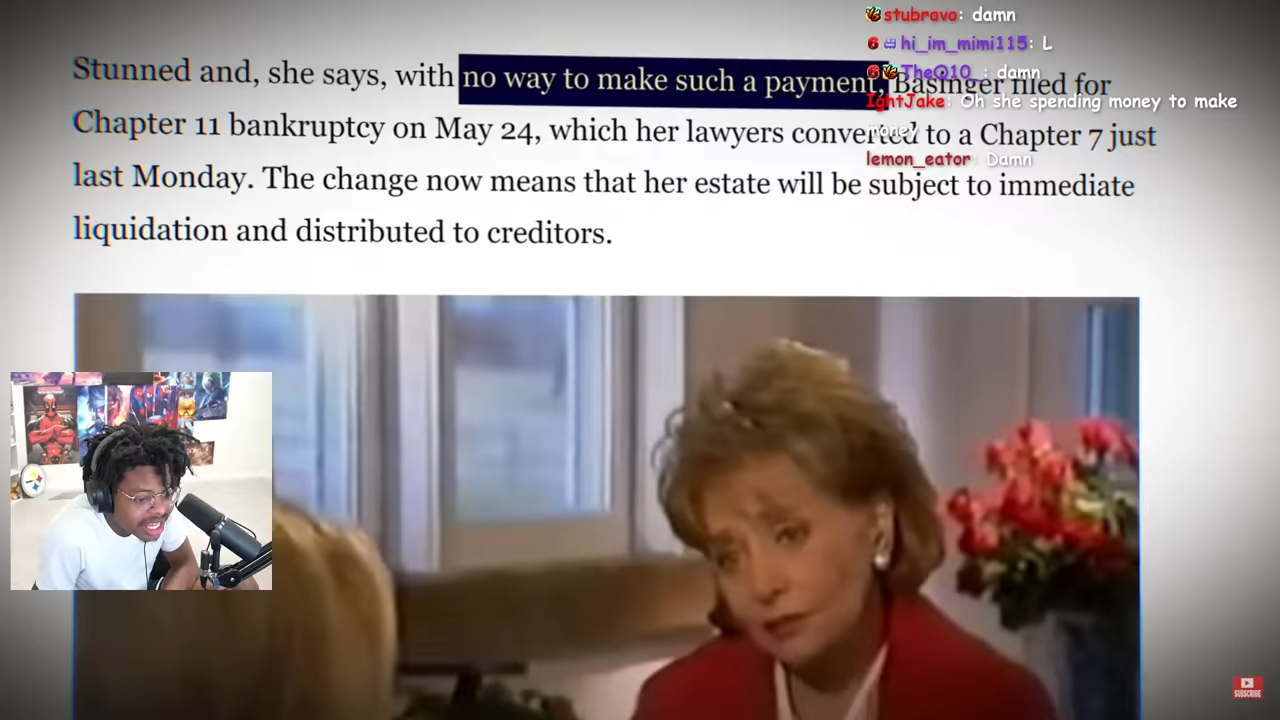 Stunned and, she says, with no way to make such a payment, Basinger filed for
Chapter 11 bankruptcy on May 24, which her lawyers converted to a Chapter 7 just
last Monday. The change now means that her estate will be subject to immediate
liquidation and distributed to creditors.
stubravo: damn
hi_im_mimi115: L
TheQ10_: damn
IghtJake: Oh she spending money to make
money
lemon_eator: Damn
SUBSCRIBE